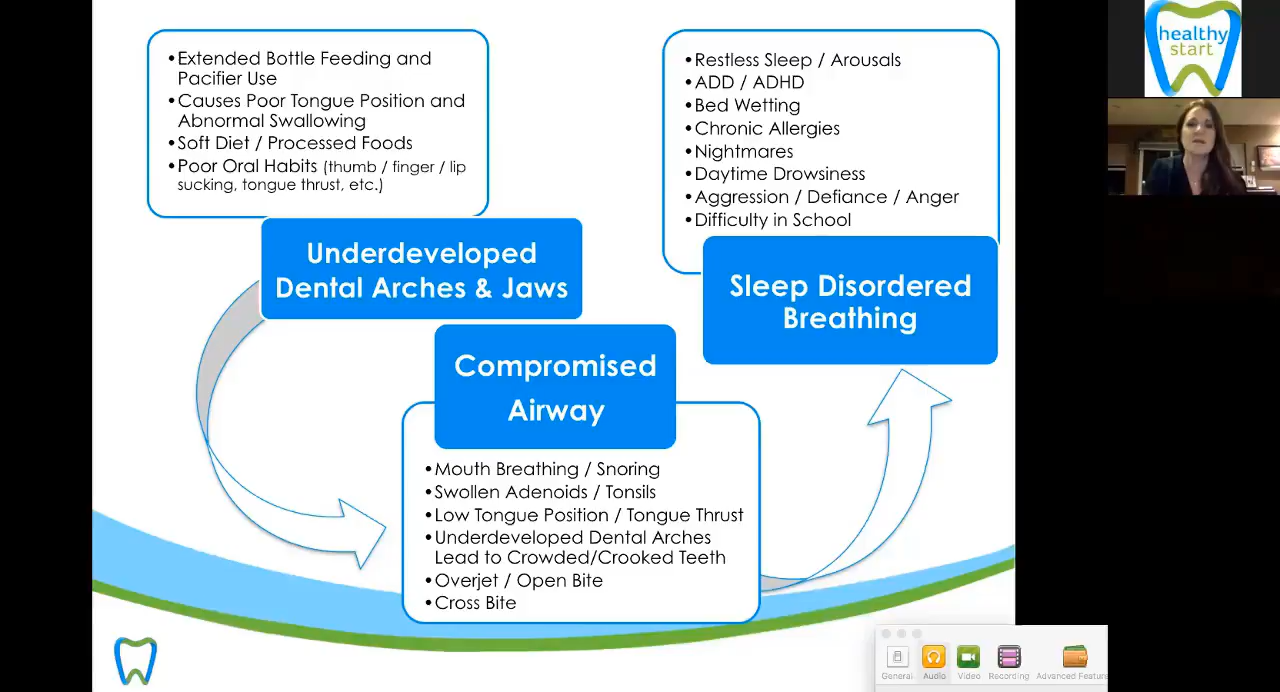 • Extended Bottle Feeding and
Pacifier Use
• Causes Poor Tongue Position and
Abnormal Swallowing
• Soft Diet / Processed Foods
• Poor Oral Habits (thumb / finger / lip
sucking, tongue thrust, etc.)
Underdeveloped
Dental Arches & Jaws
Compromised
Airway
• Mouth Breathing / Snoring
• Swollen Adenoids / Tonsils
• Low Tongue Position / Tongue Thrust
• Underdeveloped Dental Arches
Lead to Crowded/Crooked Teeth
• Overjet / Open Bite
• Cross Bite
• Restless Sleep / Arousals
• ADD / ADHD
• Bed Wetting
• Chronic Allergies
• Nightmares
• Daytime Drowsiness
• Aggression / Defiance / Anger
• Difficulty in School
Sleep Disordered
Breathing
healthy
start
General Audio Video Recording Advanced Featur